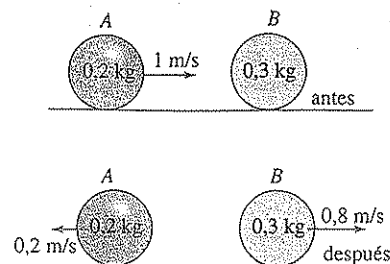 A B
0.2 kg 1 m/s 0,3 kg
antes
A B
0.2 kg 0,3 kg 0,8 m/s
0,2 m/s después